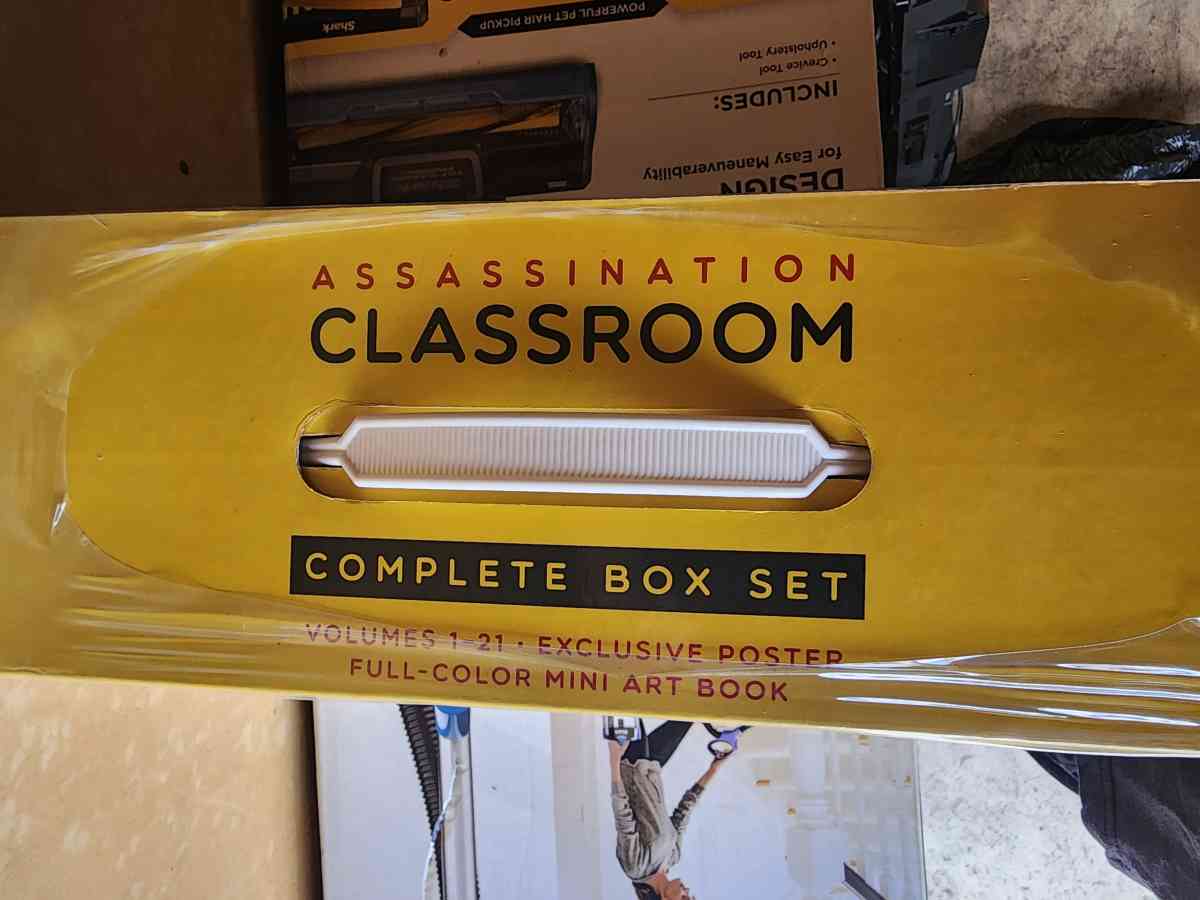 Shark
POWERFUL PET HAIR PICKUP
• Upholstery Tool
• Crevice Tool
INCLUDES:
for Easy Maneuverability
DESIGN
ASSASSINATION
CLASSROOM
COMPLETE BOX SET
VOLUMES 1–21 • EXCLUSIVE POSTER
FULL-COLOR MINI ART BOOK